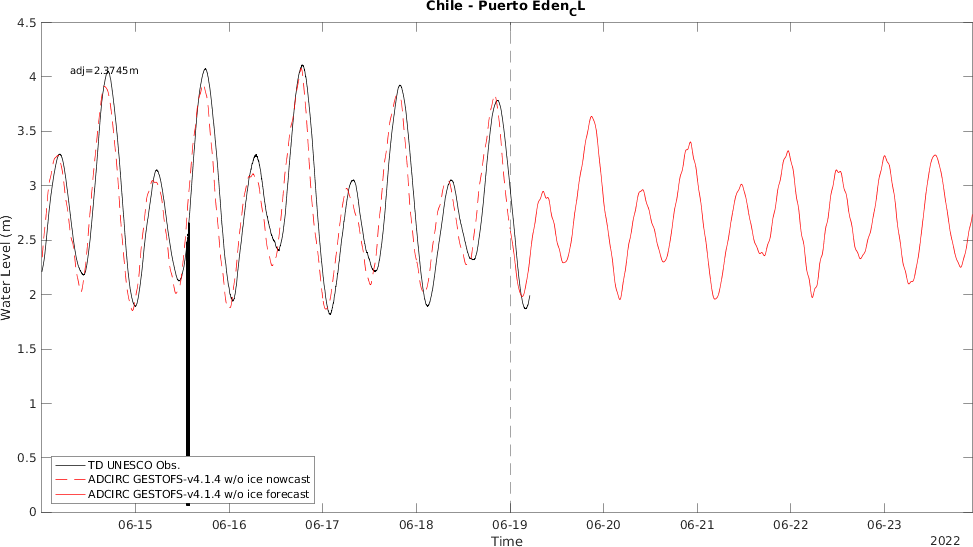 Chile - Puerto EdenCL
4.5
4
adj=2.3745m
3.5
3
2.5
2
1.5
1
0.5
0
Water Level (m)
TD UNESCO Obs.
ADCIRC GESTOFS-v4.1.4 w/o ice nowcast
ADCIRC GESTOFS-v4.1.4 w/o ice forecast
06-15 06-16 06-17 06-18 06-19 06-20 06-21 06-22 06-23
Time
2022